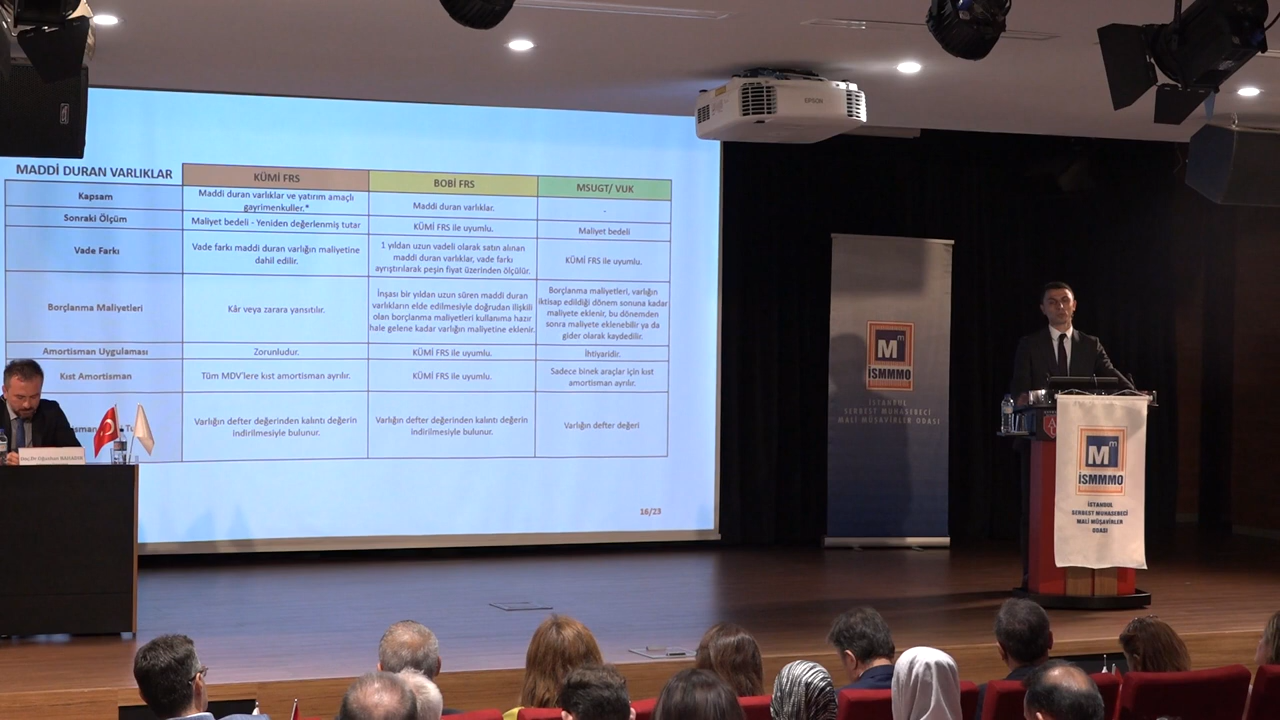 EPSON
MADDİ DURAN VARLIKLAR
KÜMİ FRS
BOBİ FRS
MSUGT/ VUK
Kapsam
Maddi duran varlıklar ve yatırım amaçlı
gayrimenkuller.*
Maddi duran varlıklar.
-
Sonraki Ölçüm
Maliyet bedeli - Yeniden değerlenmiş tutar
KÜMİ FRS ile uyumlu.
Maliyet bedeli
Vade Farkı
Vade farkı maddi duran varlığın maliyetine
dahil edilir.
1 yıldan uzun vadeli olarak satın alınan
maddi duran varlıklar, vade farkı
ayrıştırılarak peşin fiyat üzerinden ölçülür.
KÜMİ FRS ile uyumlu.
Borçlanma Maliyetleri
Kâr veya zarara yansıtılır.
İnşası bir yıldan uzun süren maddi duran
varlıkların elde edilmesiyle doğrudan ilişkili
olan borçlanma maliyetleri kullanıma hazır
hale gelene kadar varlığın maliyetine eklenir.
Borçlanma maliyetleri, varlığın
iktisap edildiği dönem sonuna kadar
maliyete eklenir, bu dönemden
sonra maliyete eklenebilir ya da
gider olarak kaydedilir.
Amortisman Uygulaması
Zorunludur.
KÜMİ FRS ile uyumlu.
İhtiyaridir.
Kıst Amortisman
Tüm MDV'lere kıst amortisman ayrılır.
KÜMİ FRS ile uyumlu.
Sadece binek araçlar için kıst
amortisman ayrılır.
Varlığın defter değerinden kalıntı değerin
indirilmesiyle bulunur.
Varlığın defter değerinden kalıntı değerin
indirilmesiyle bulunur.
Varlığın defter değeri
16/23
Mm
İSMMMO
İSTANBUL
SERBEST MUHASEBECİ
MALİ MÜŞAVİRLER ODASI
Mm
İSMMMO
İSTANBUL
SERBEST MUHASEBECİ
MALİ MÜŞAVİRLER
ODASI